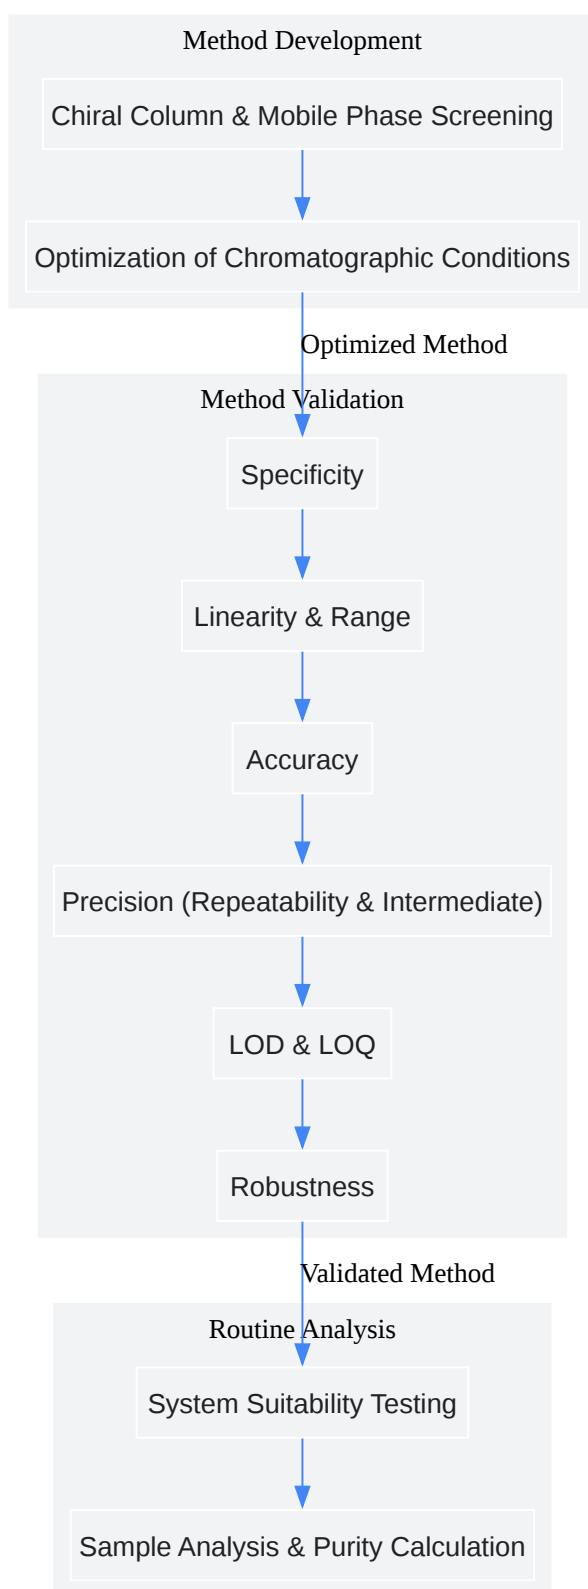 Method Development
Chiral Column & Mobile Phase Screening
Optimization of Chromatographic Conditions
Optimized Method
Method Validation
Specificity
Linearity & Range
Accuracy
Precision (Repeatability & Intermediate)
LOD & LOQ
Robustness
Validated Method
Routine Analysis
System Suitability Testing
Sample Analysis & Purity Calculation